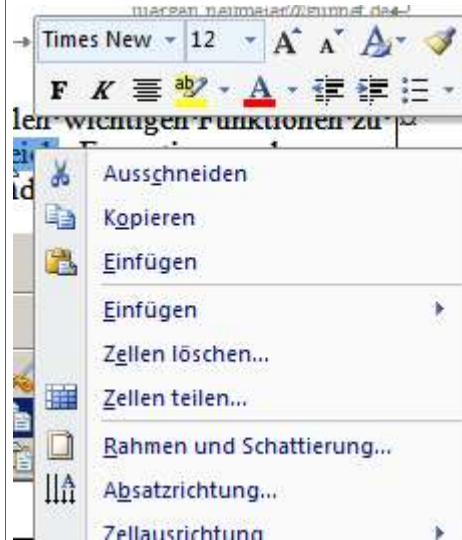 Times New 12 A A A
F K ab A
wichtigen Funktionen zu
Ausschneiden
Kopieren
Einfügen
Einfügen
Zellen löschen...
Zellen teilen...
Rahmen und Schattierung...
Absatzrichtung...
Zellausrichtung